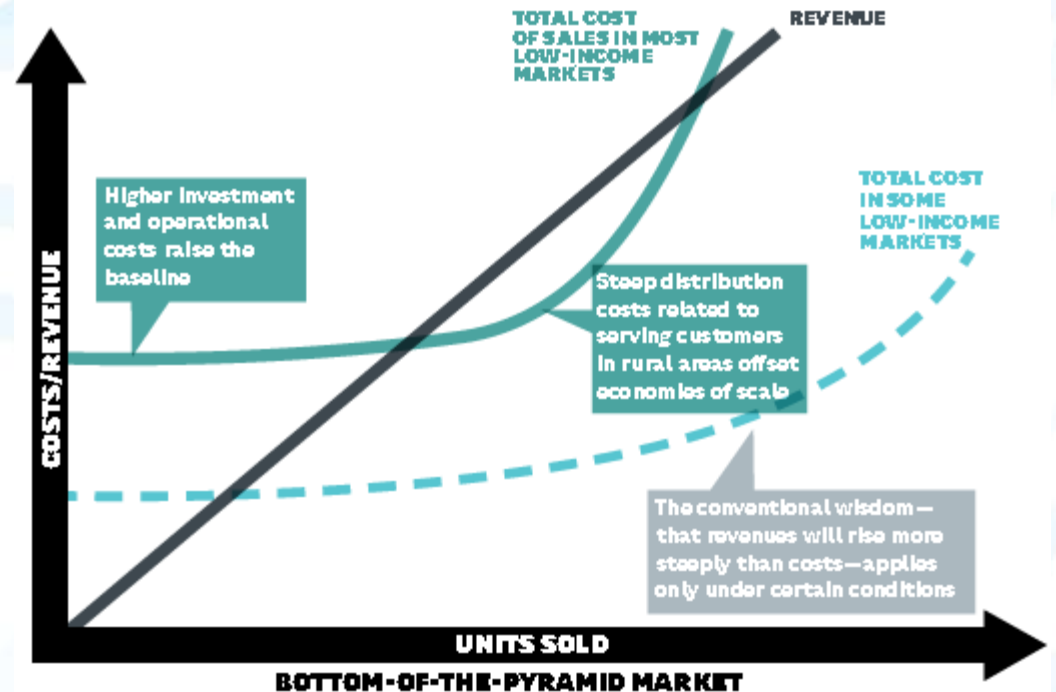 TOTAL COST
OF SALES IN MOST
LOW-INCOME
MARKETS
REVENUE
Higher investment
and operational
costs raise the
baseline
TOTAL COST
IN SOME
LOW-INCOME
MARKETS
Steep distribution
costs related to
serving customers
in rural areas offset
economies of scale
COSTS/REVENUE
The conventional wisdom—
that revenues will rise more
steeply than costs—applies
only under certain conditions
UNITS SOLD
BOTTOM-OF-THE-PYRAMID MARKET